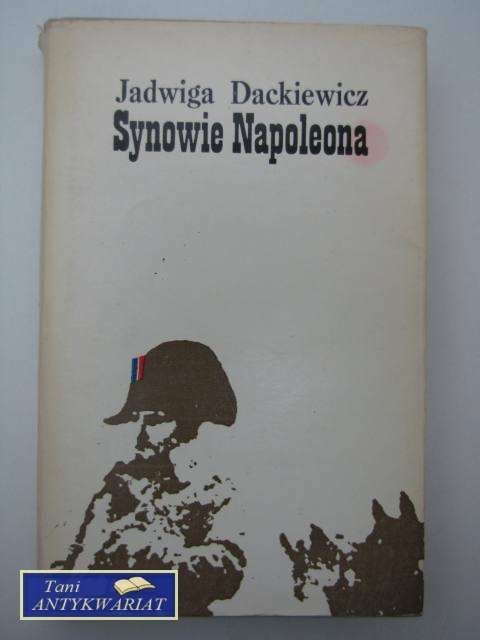 Jadwiga Dackiewicz
Synowie Napoleona
Tani
ANTYKWARIAT